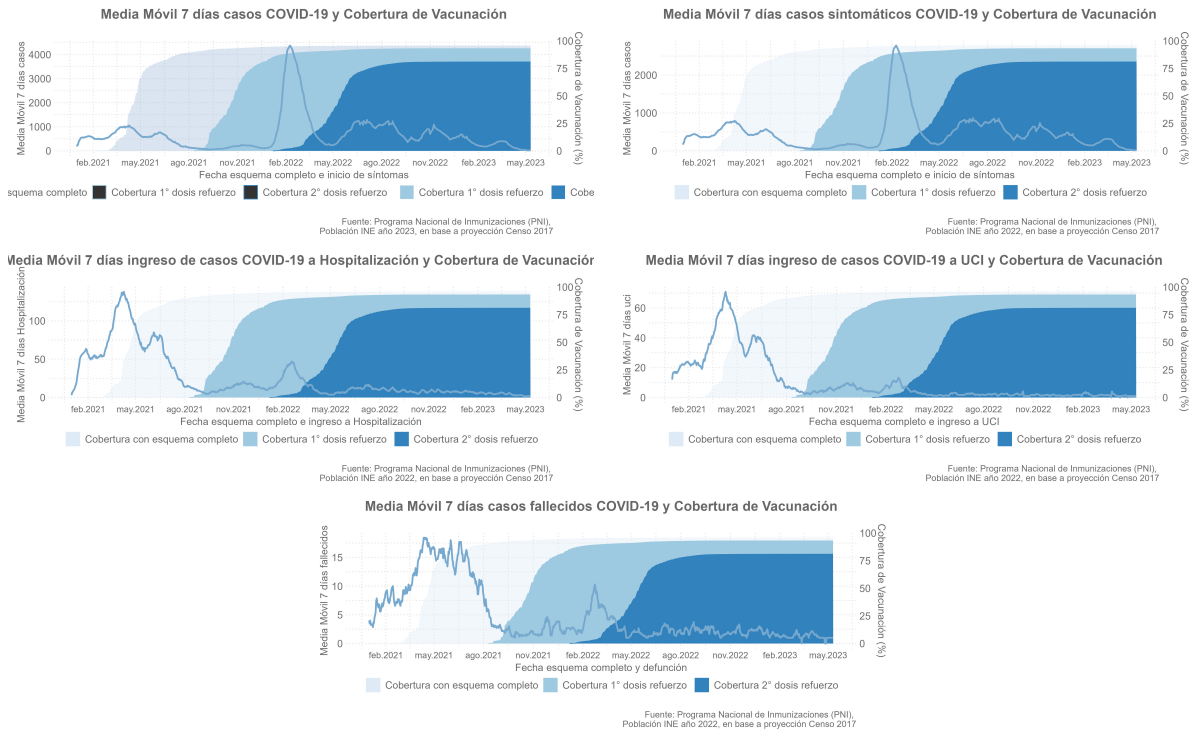 Media Móvil 7 días casos COVID-19 y Cobertura de Vacunación
Media Móvil 7 días casos
4000
3000
2000
1000
0
100
75
50
25
0
Cobertura de Vacunación (%)
feb.2021 may.2021 ago.2021 nov.2021 feb.2022 may.2022 ago.2022 nov.2022 feb.2023 may.2023
Fecha esquema completo e inicio de síntomas
squema completo Cobertura 1° dosis refuerzo Cobertura 2° dosis refuerzo Cobertura 1° dosis refuerzo Cobe
Fuente: Programa Nacional de Inmunizaciones (PNI),
Población INE año 2023, en base a proyección Censo 2017
Media Móvil 7 días casos sintomáticos COVID-19 y Cobertura de Vacunación
Media Móvil 7 días casos
2000
1000
0
100
75
50
25
0
Cobertura de Vacunación (%)
feb.2021 may.2021 ago.2021 nov.2021 feb.2022 may.2022 ago.2022 nov.2022 feb.2023 may.2023
Fecha esquema completo e inicio de síntomas
Cobertura con esquema completo Cobertura 1° dosis refuerzo Cobertura 2° dosis refuerzo
Fuente: Programa Nacional de Inmunizaciones (PNI),
Población INE año 2022, en base a proyección Censo 2017
Media Móvil 7 días ingreso de casos COVID-19 a Hospitalización y Cobertura de Vacunación
Media Móvil 7 días Hospitalización
100
50
0
100
75
50
25
0
Cobertura de Vacunación (%)
feb.2021 may.2021 ago.2021 nov.2021 feb.2022 may.2022 ago.2022 nov.2022 feb.2023 may.2023
Fecha esquema completo e ingreso a Hospitalización
Cobertura con esquema completo Cobertura 1° dosis refuerzo Cobertura 2° dosis refuerzo
Fuente: Programa Nacional de Inmunizaciones (PNI),
Población INE año 2022, en base a proyección Censo 2017
Media Móvil 7 días ingreso de casos COVID-19 a UCI y Cobertura de Vacunación
Media Móvil 7 días uci
60
40
20
0
100
75
50
25
0
Cobertura de Vacunación (%)
feb.2021 may.2021 ago.2021 nov.2021 feb.2022 may.2022 ago.2022 nov.2022 feb.2023 may.2023
Fecha esquema completo e ingreso a UCI
Cobertura con esquema completo Cobertura 1° dosis refuerzo Cobertura 2° dosis refuerzo
Fuente: Programa Nacional de Inmunizaciones (PNI),
Población INE año 2022, en base a proyección Censo 2017
Media Móvil 7 días casos fallecidos COVID-19 y Cobertura de Vacunación
Media Móvil 7 días fallecidos
15
10
5
0
100
75
50
25
0
Cobertura de Vacunación (%)
feb.2021 may.2021 ago.2021 nov.2021 feb.2022 may.2022 ago.2022 nov.2022 feb.2023 may.2023
Fecha esquema completo y defunción
Cobertura con esquema completo Cobertura 1° dosis refuerzo Cobertura 2° dosis refuerzo
Fuente: Programa Nacional de Inmunizaciones (PNI),
Población INE año 2022, en base a proyección Censo 2017